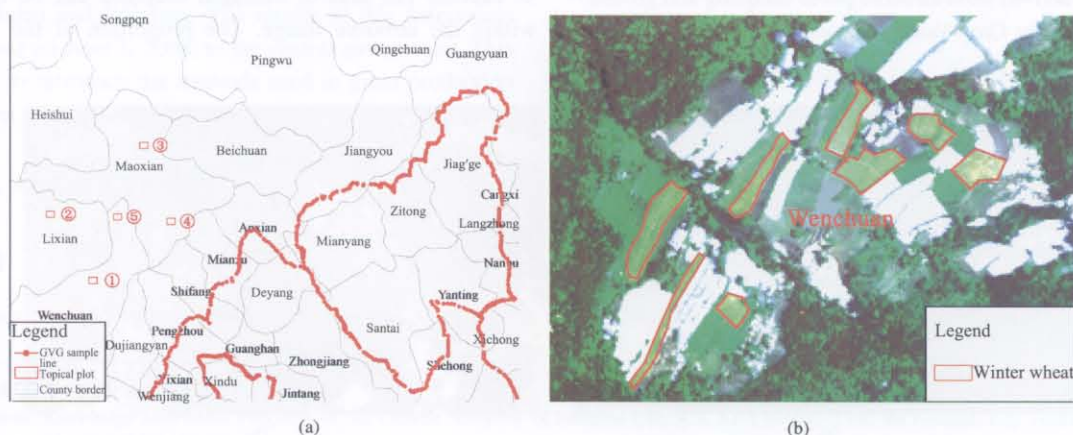 Songpqn
Qingchuan
Guangyuan
Pingwu
Heishui
③
Maoxian
Beichuan
Jiangyou
Jiag'ge
Cangxi
②
⑤
④
Zitong
Langzhong
Lixian
Aoxian
Mianyang
Mianzu
Nanbu
①
Shifang
Deyang
Yanting
Wenchuan
Legend
Pengzhou
Santai
Xichong
GVG sample
line
Dujiangyan
Guanghan
Zhongjiang
Shehong
Topical plot
County border
Yixian
Xindu
Wenjiang
Jintang
(a)
Wenchuan
Legend
Winter wheat
(b)